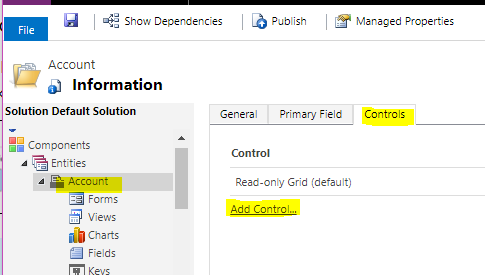 File
Show Dependencies
Publish
Managed Properties
Account
Information
Solution Default Solution
Components
Entities
Account
Forms
Views
Charts
Fields
Keys
General
Primary Field
Controls
Control
Read-only Grid (default)
Add Control...